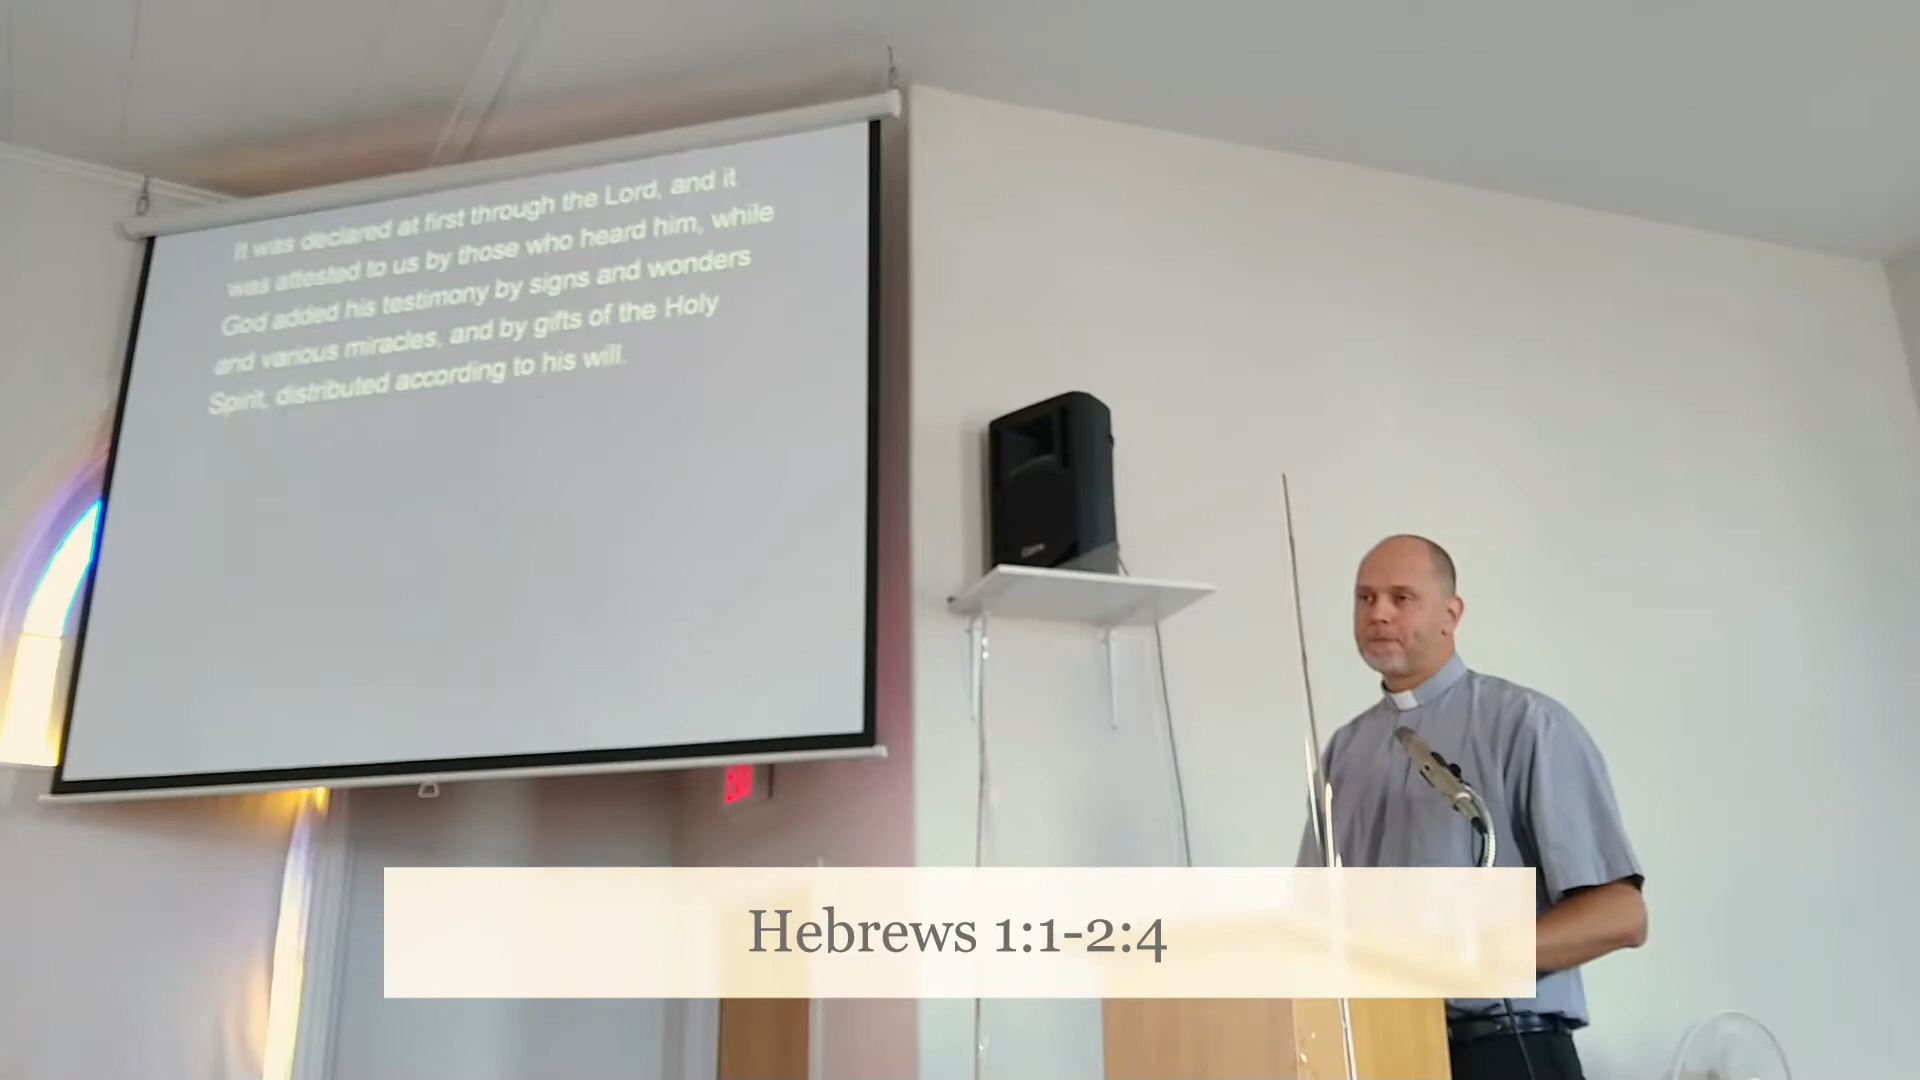 It was declared at first through the Lord, and it
was attested to us by those who heard him, while
God added his testimony by signs and wonders
and various miracles, and by gifts of the Holy
Spirit, distributed according to his will.
EXIT
Hebrews 1:1-2:4